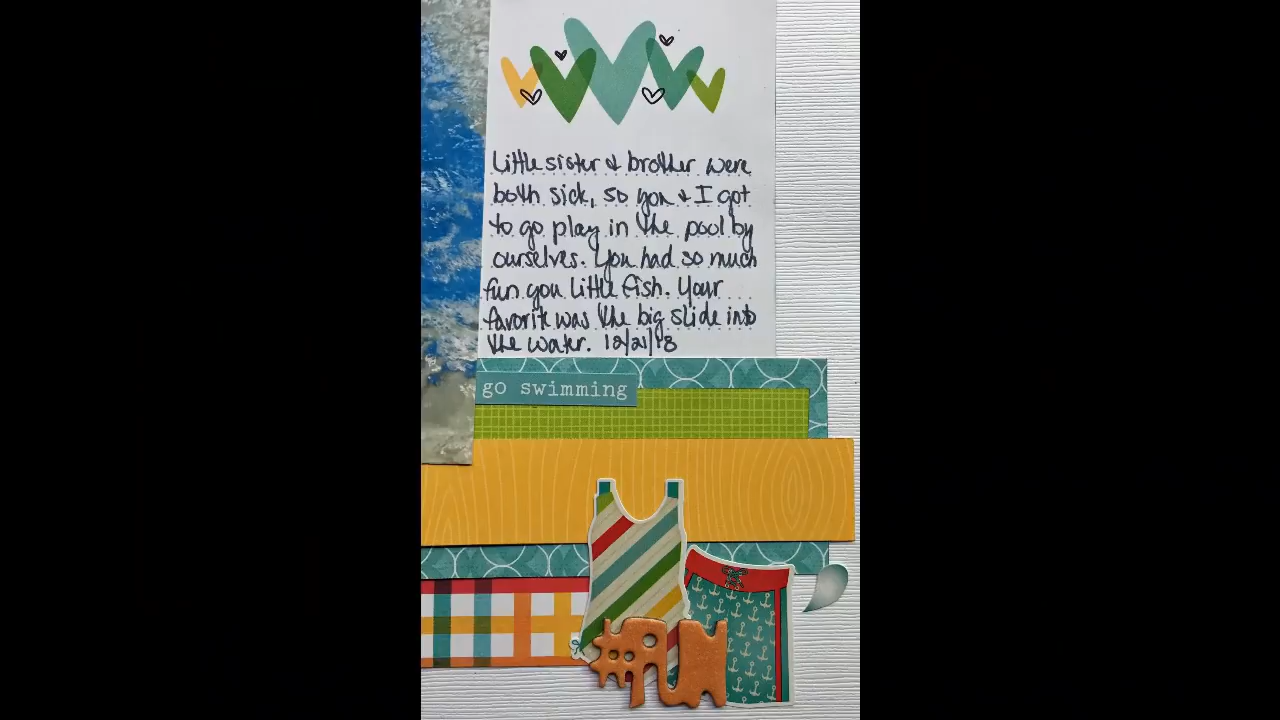 Little sister & brother were
both sick, so you & I got
to go play in the pool by
ourselves. You had so much
fun you little fish. Your
favorite was the big slide into
the water. 12/21/13
go swimming
#FUN